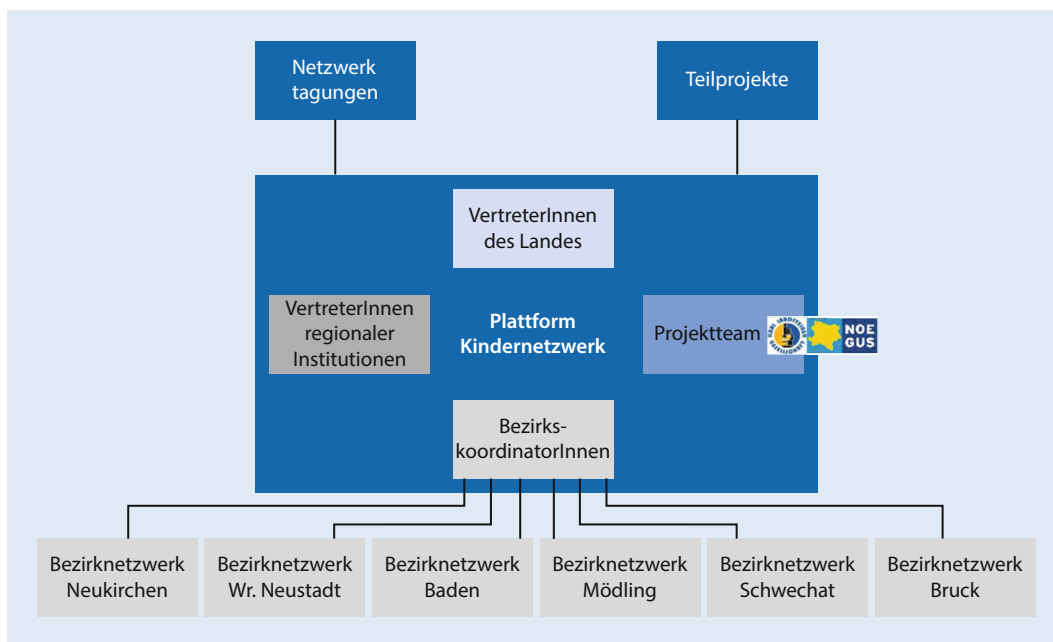 Netzwerk
tagungen
Teilprojekte
VertreterInnen
des Landes
VertreterInnen
regionaler
Institutionen
Plattform
Kindernetzwerk
Projektteam
NOE
GUS
Bezirks-
koordinatorInnen
Bezirknetzwerk
Neukirchen
Bezirknetzwerk
Wr. Neustadt
Bezirknetzwerk
Baden
Bezirknetzwerk
Mödling
Bezirknetzwerk
Schwechat
Bezirknetzwerk
Bruck